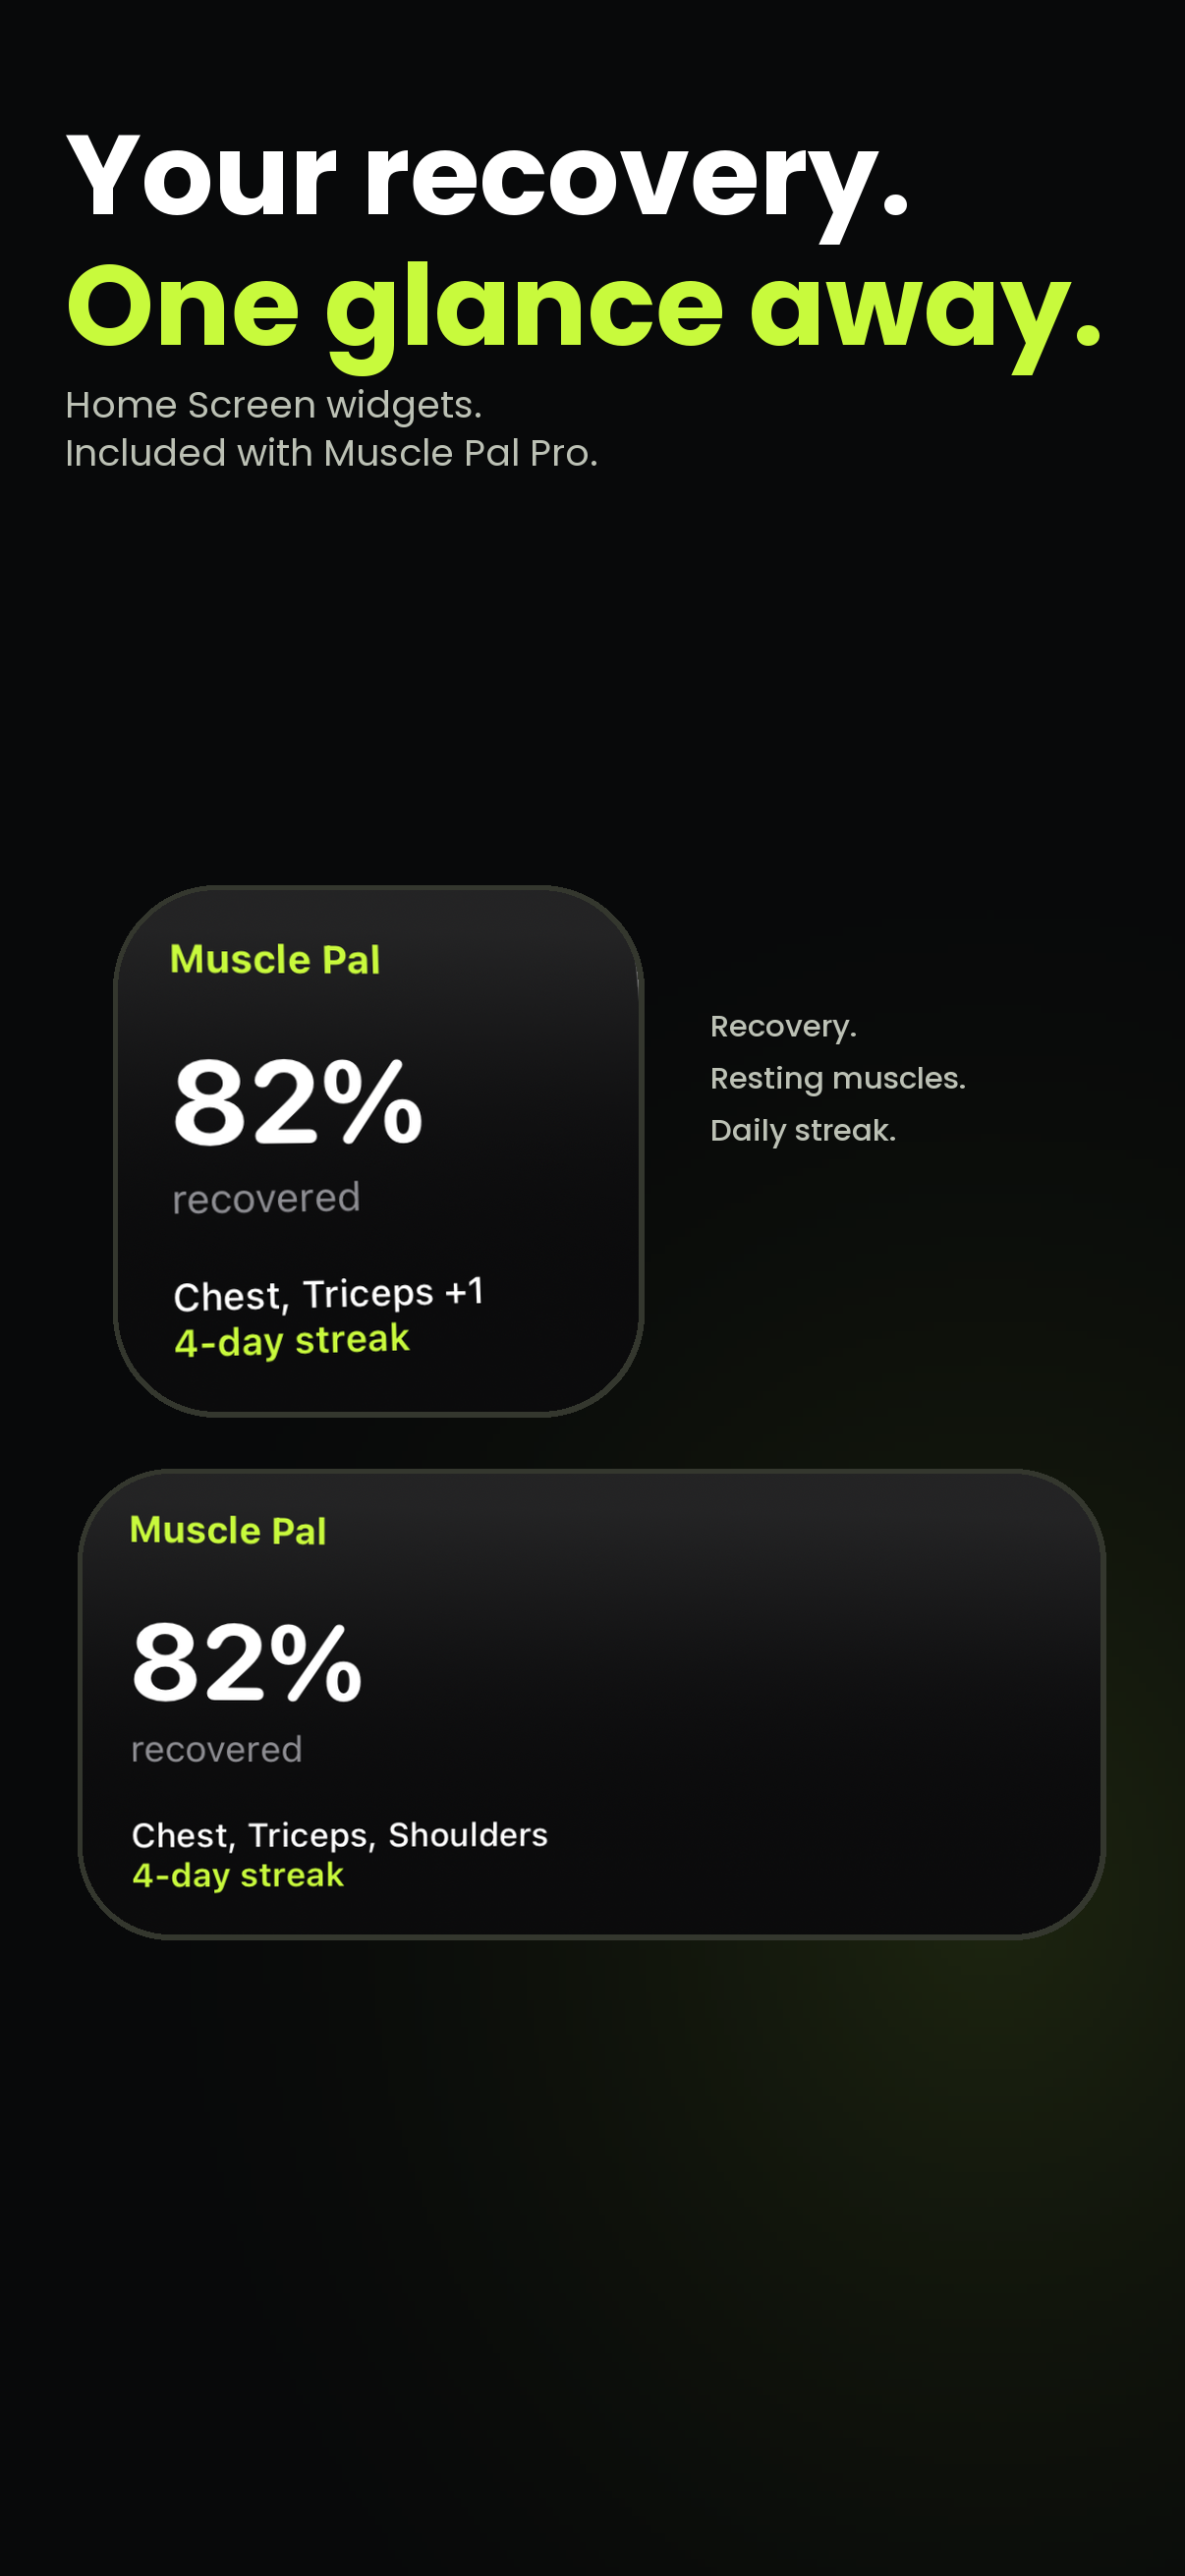 Your recovery.
One glance away.
Home Screen widgets.
Included with Muscle Pal Pro.
Muscle Pal
82%
recovered
Chest, Triceps +1
4-day streak
Recovery.
Resting muscles.
Daily streak.
Muscle Pal
82%
recovered
Chest, Triceps, Shoulders
4-day streak